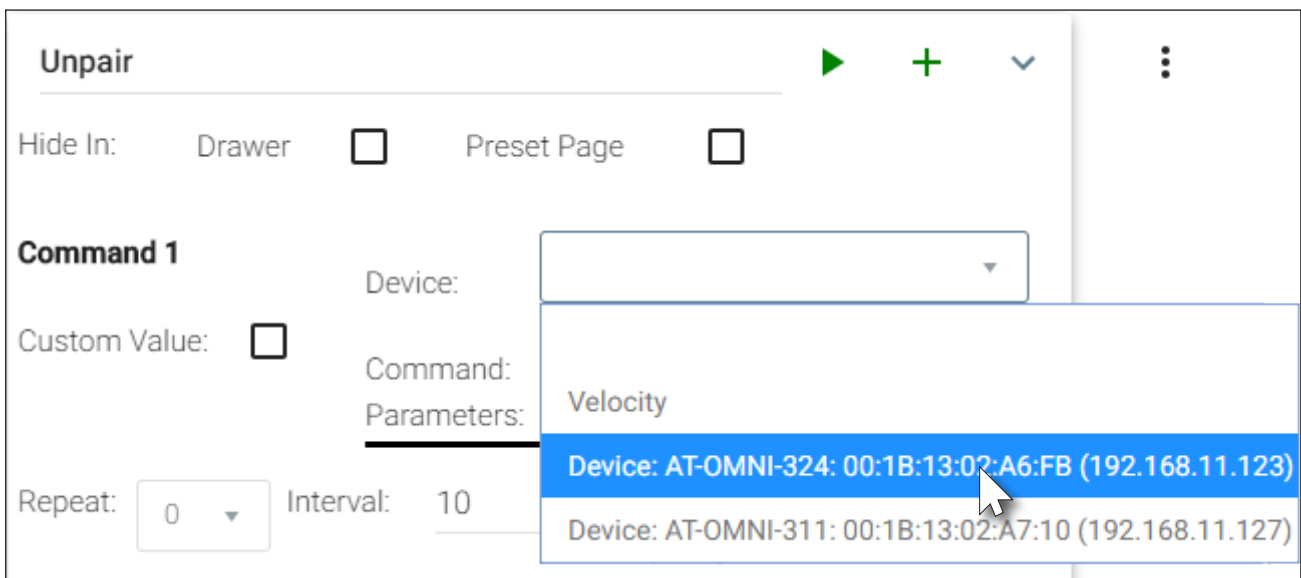 Unpair
Hide In: Drawer Preset Page
Command 1
Device:
Custom Value:
Command:
Parameters:
Velocity
Device: AT-OMNI-324: 00:1B:13:02:A6:FB (192.168.11.123)
Device: AT-OMNI-311: 00:1B:13:02:A7:10 (192.168.11.127)
Repeat: 0 Interval: 10